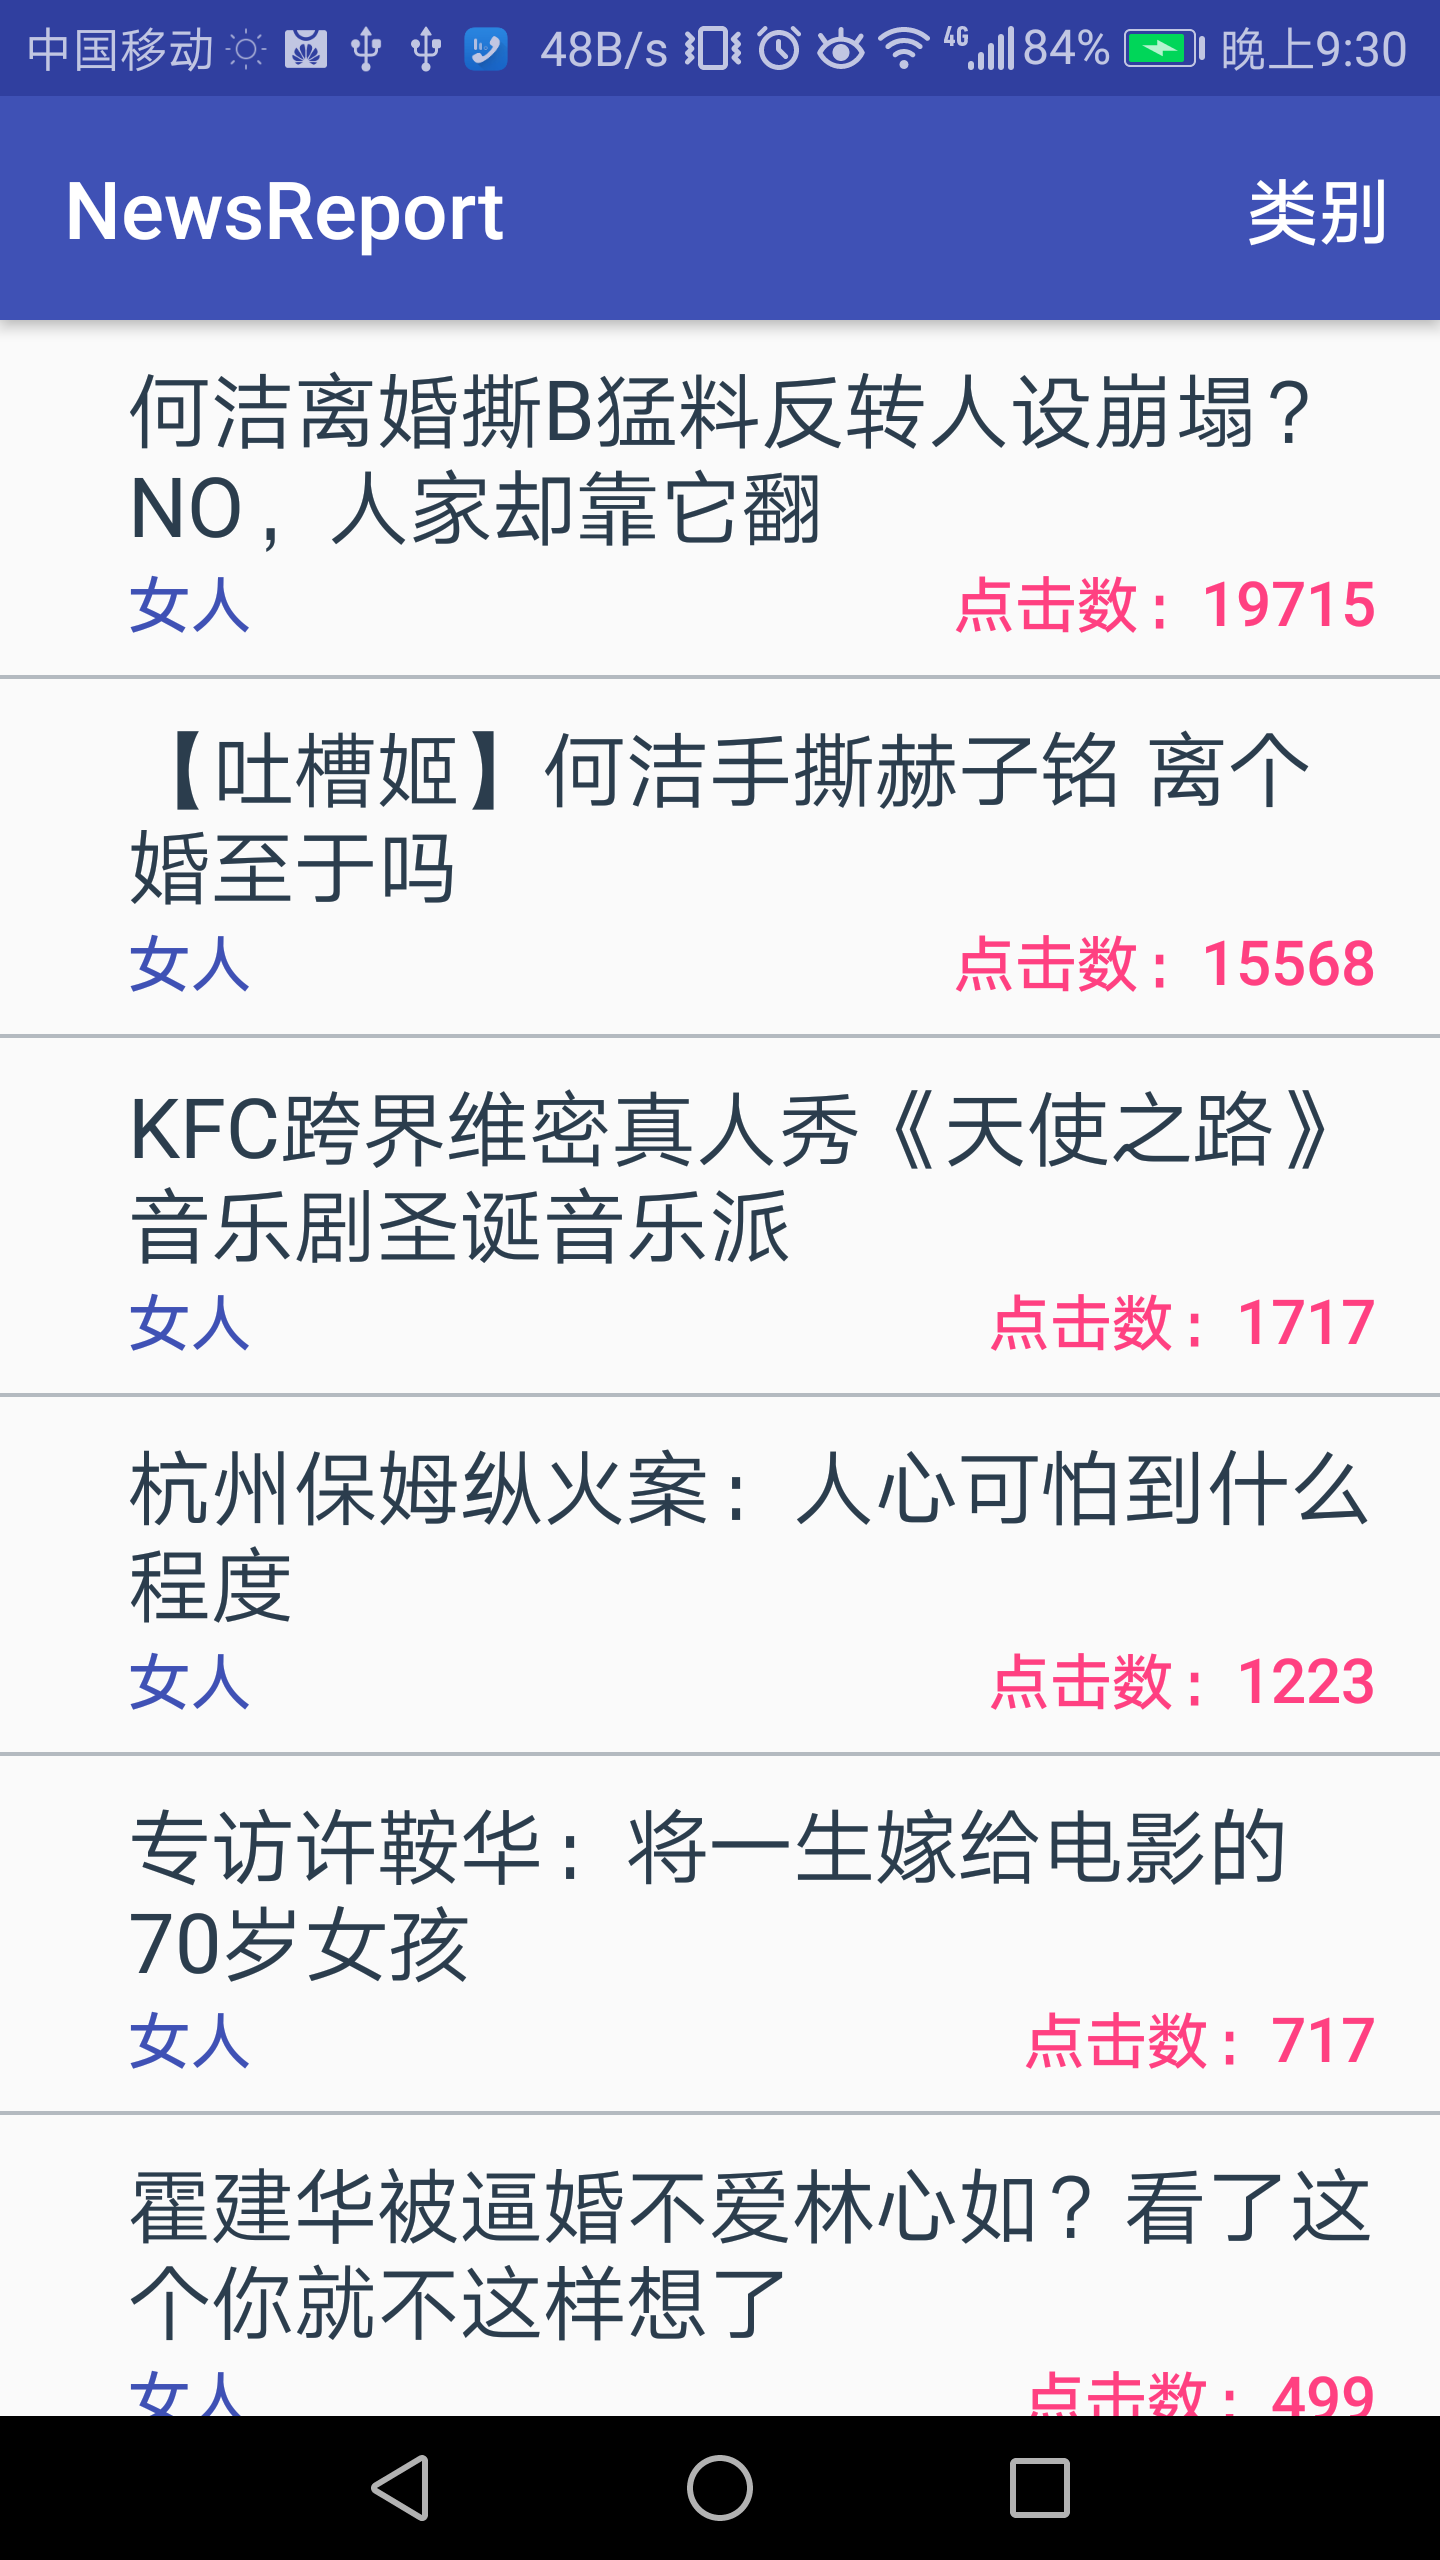 中国移动 48B/s 4G 84% 晚上9:30
NewsReport 类别
何洁离婚撕B猛料反转人设崩塌？
NO，人家却靠它翻
女人 点击数：19715
【吐槽姬】何洁手撕赫子铭 离个
婚至于吗
女人 点击数：15568
KFC跨界维密真人秀《天使之路》
音乐剧圣诞音乐派
女人 点击数：1717
杭州保姆纵火案：人心可怕到什么
程度
女人 点击数：1223
专访许鞍华：将一生嫁给电影的
70岁女孩
女人 点击数：717
霍建华被逼婚不爱林心如？看了这
个你就不这样想了
女人 点击数：499